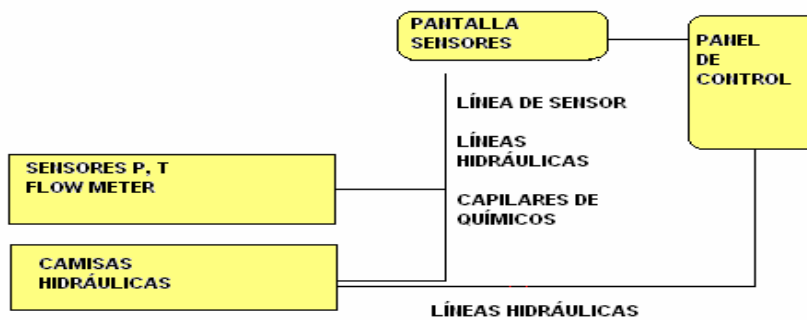 PANTALLA
SENSORES
PANEL
DE
CONTROL
LÍNEA DE SENSOR
LÍNEAS
HIDRÁULICAS
CAPILARES DE
QUÍMICOS
SENSORES P, T
FLOW METER
CAMISAS
HIDRÁULICAS
LÍNEAS HIDRÁULICAS